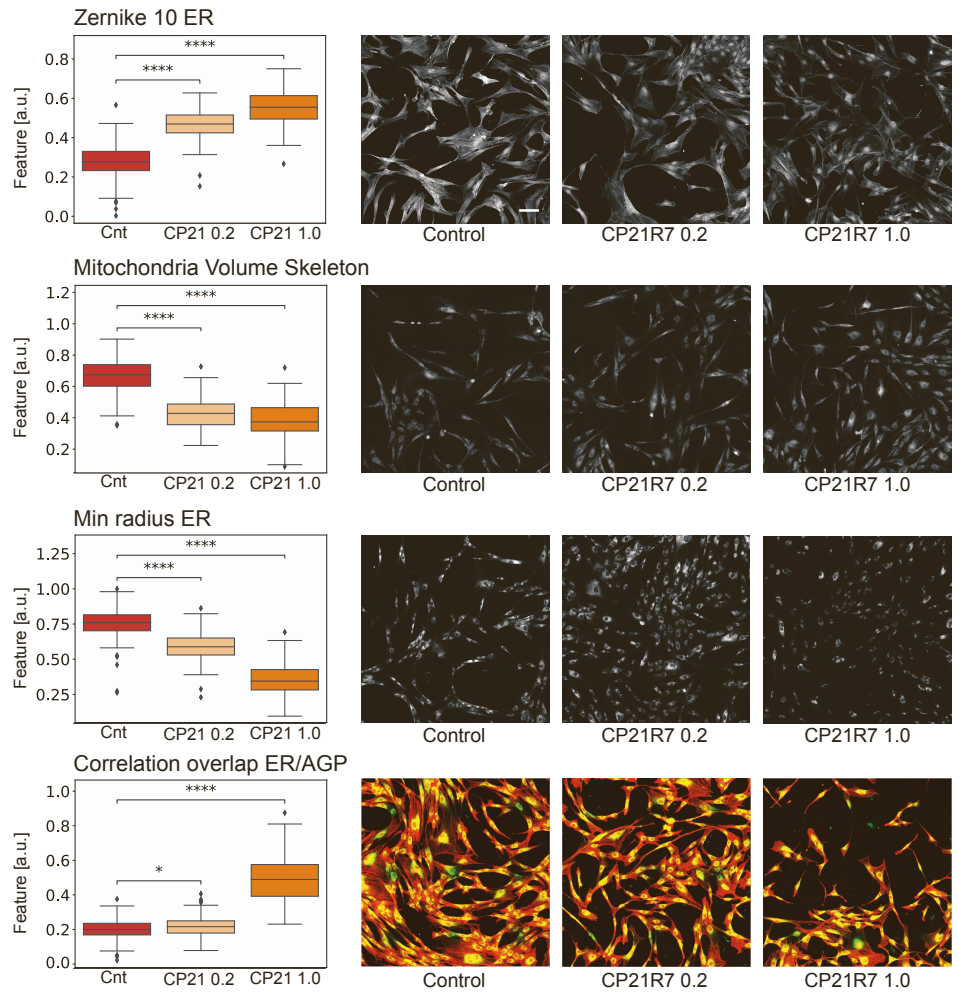 Zernike 10 ER
Feature [a.u.]
0.8
0.6
0.4
0.2
0.0
****
****
Cnt CP21 0.2 CP21 1.0
Control CP21R7 0.2 CP21R7 1.0
Mitochondria Volume Skeleton
Feature [a.u.]
1.2
1.0
0.8
0.6
0.4
0.2
****
****
Cnt CP21 0.2 CP21 1.0
Control CP21R7 0.2 CP21R7 1.0
Min radius ER
Feature [a.u.]
1.25
1.00
0.75
0.50
0.25
****
****
Cnt CP21 0.2 CP21 1.0
Control CP21R7 0.2 CP21R7 1.0
Correlation overlap ER/AGP
Feature [a.u.]
1.0
0.8
0.6
0.4
0.2
0.0
****
*
Cnt CP21 0.2 CP21 1.0
Control CP21R7 0.2 CP21R7 1.0